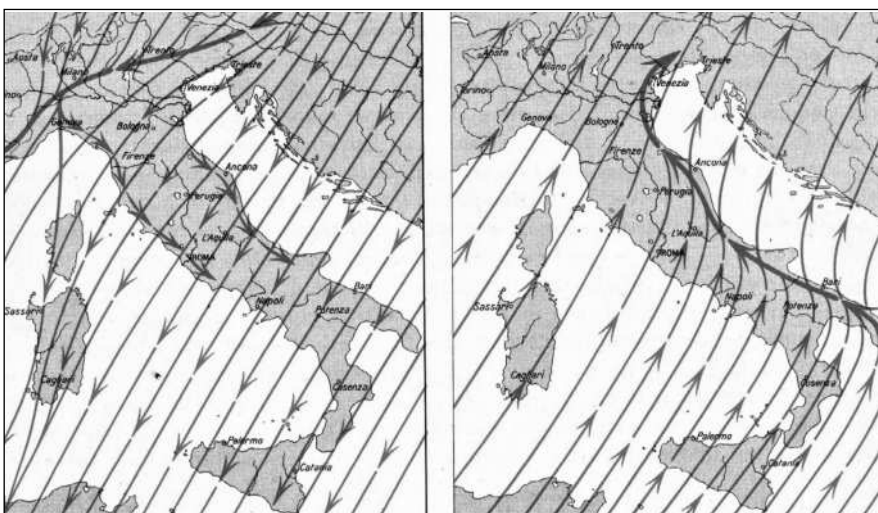 Aosta
Trento
Milano
Torino
Trieste
Venezia
Genova
Bologna
Firenze
Ancona
Perugia
L'Aquila
ROMA
Bari
Napoli
Potenza
Sassari
Cagliari
Cosenza
Palermo
Catania
Aosta
Trento
Milano
Torino
Trieste
Venezia
Genova
Bologna
Firenze
Ancona
Perugia
L'Aquila
ROMA
Bari
Napoli
Potenza
Sassari
Cagliari
Cosenza
Palermo
Catania